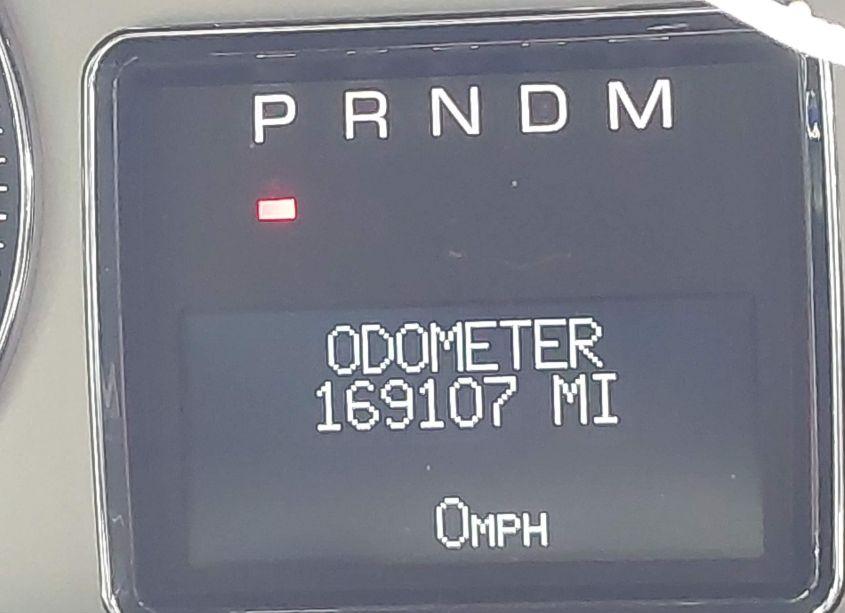 P R N D M
ODOMETER
169107 MI
0MPH